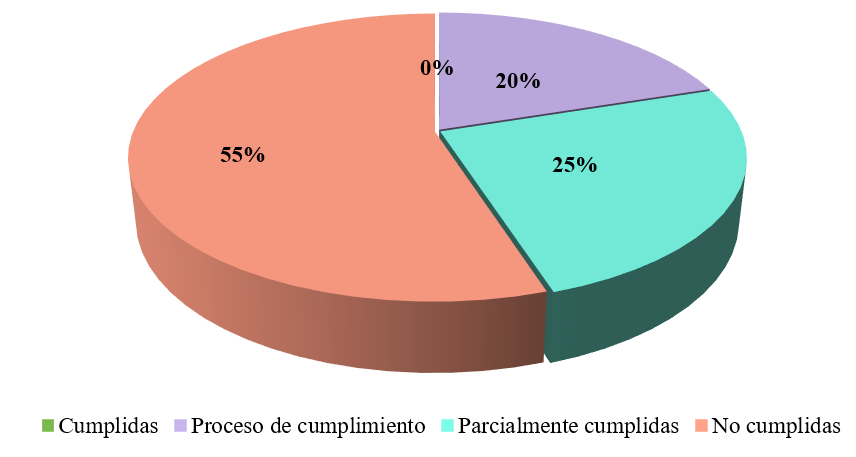 0%
20%
55%
25%
Cumplidas Proceso de cumplimiento Parcialmente cumplidas No cumplidas